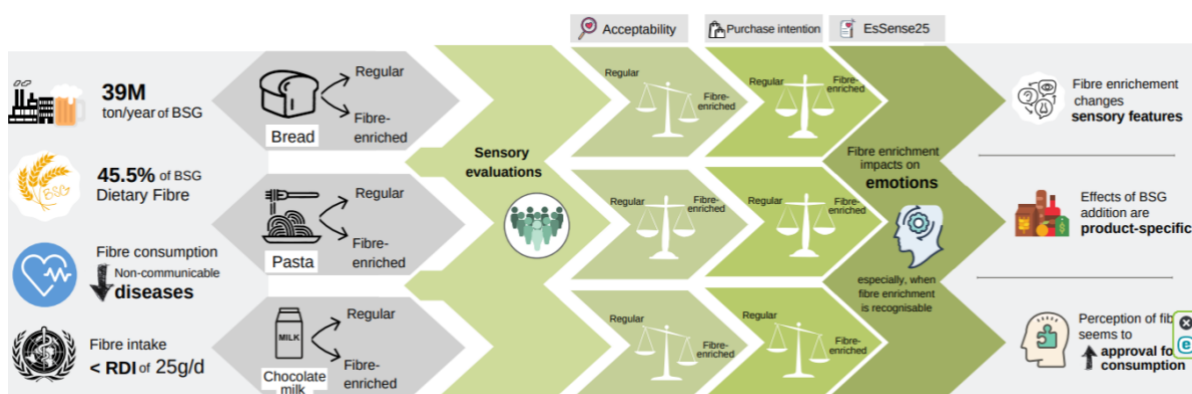 39M
ton/year of BSG
45.5% of BSG
Dietary Fibre
Fibre consumption
Non-communicable
diseases
Fibre intake
< RDI of 25g/d
Bread
Regular
Fibre-
enriched
Pasta
Regular
Fibre-
enriched
MILK
Chocolate
milk
Regular
Fibre-
enriched
Sensory
evaluations
Acceptability
Regular
Fibre-
enriched
Regular
Fibre-
enriched
Regular
Fibre-
enriched
Purchase intention
Regular
Fibre-
enriched
Regular
Fibre-
enriched
Regular
Fibre-
enriched
EsSense25
Fibre enrichment
impacts on
emotions
especially, when
fibre enrichment
is recognisable
Fibre enrichement
changes
sensory features
Effects of BSG
addition are
product-specific
Perception of
seems to
approval
consumption
BSG